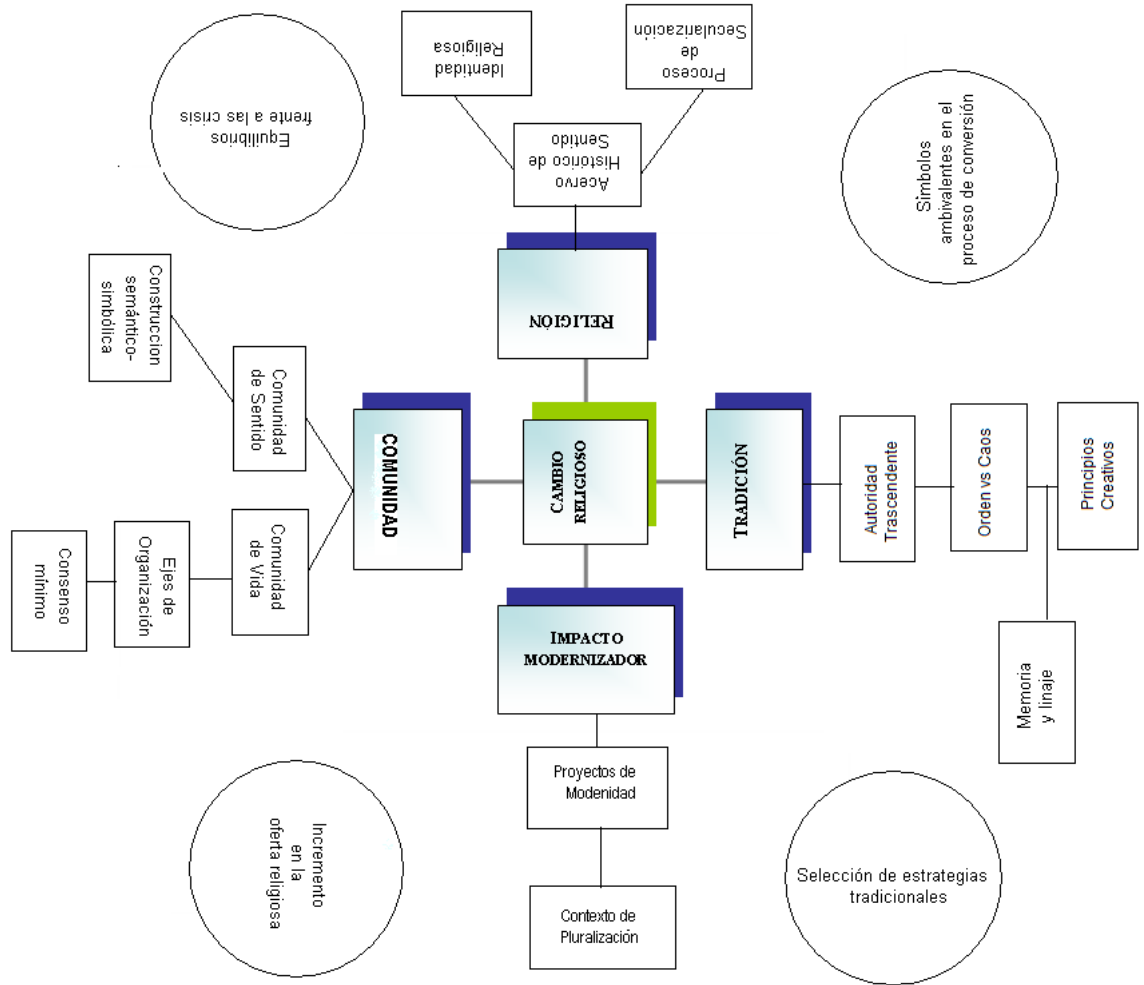 Identidad
Religiosa
Proceso
de
Secularización
Acervo
Histórico de
Sentido
RELIGIÓN
Equilibrios
frente a las crisis
Simbolos
ambivalentes en el
proceso de conversión
Construccion
semántico-
simbólica
Comunidad
de Sentido
COMUNIDAD
Comunidad
de Vida
Ejes de
Organización
Consenso
mínimo
CAMBIO
RELIGIOSO
TRADICIÓN
Autoridad
Trascendente
Orden vs Caos
Principios
Creativos
Memoria
y linaje
IMPACTO
MODERNIZADOR
Proyectos de
Modenidad
Contexto de
Pluralización
Incremento
en la
oferta religiosa
Selección de estrategias
tradicionales